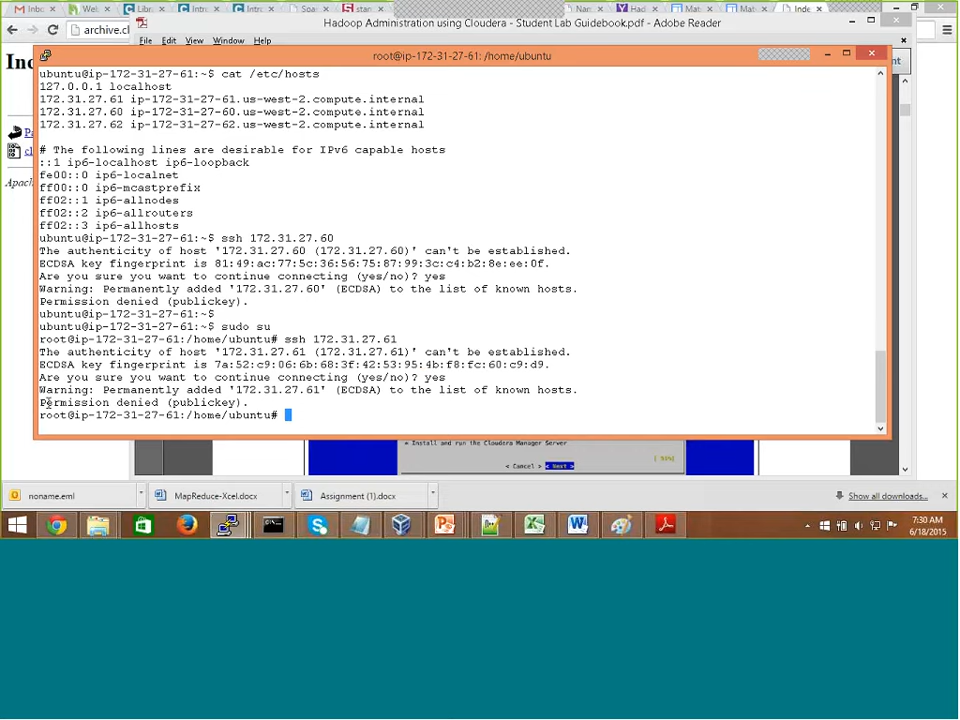 Inbo
Wel
Libr
Intr
Intr
Soa
star
Nan
Had
Mat
Mat
Inde
archive.cl
Hadoop Administration using Cloudera - Student Lab Guidebook.pdf - Adobe Reader
File Edit View Window Help
root@ip-172-31-27-61: /home/ubuntu
ubuntu@ip-172-31-27-61:~$ cat /etc/hosts
127.0.0.1 localhost
172.31.27.61 ip-172-31-27-61.us-west-2.compute.internal
172.31.27.60 ip-172-31-27-60.us-west-2.compute.internal
172.31.27.62 ip-172-31-27-62.us-west-2.compute.internal
# The following lines are desirable for IPv6 capable hosts
::1 ip6-localhost ip6-loopback
fe00::0 ip6-localnet
ff00::0 ip6-mcastprefix
ff02::1 ip6-allnodes
ff02::2 ip6-allrouters
ff02::3 ip6-allhosts
ubuntu@ip-172-31-27-61:~$ ssh 172.31.27.60
The authenticity of host '172.31.27.60 (172.31.27.60)' can't be established.
ECDSA key fingerprint is 81:49:ac:77:5c:36:56:75:87:99:3c:c4:b2:8e:ee:0f.
Are you sure you want to continue connecting (yes/no)? yes
Warning: Permanently added '172.31.27.60' (ECDSA) to the list of known hosts.
Permission denied (publickey).
ubuntu@ip-172-31-27-61:~$
ubuntu@ip-172-31-27-61:~$ sudo su
root@ip-172-31-27-61:/home/ubuntu# ssh 172.31.27.61
The authenticity of host '172.31.27.61 (172.31.27.61)' can't be established.
ECDSA key fingerprint is 7a:52:c9:06:6b:68:3f:42:53:95:4b:f8:fc:60:c9:d9.
Are you sure you want to continue connecting (yes/no)? yes
Warning: Permanently added '172.31.27.61' (ECDSA) to the list of known hosts.
Permission denied (publickey).
root@ip-172-31-27-61:/home/ubuntu#
* Install and run the Cloudera Manager Server
< Cancel > < Next >
noname.eml
MapReduce-Xcel.docx
Assignment (1).docx
Show all downloads...
7:30 AM
6/18/2015